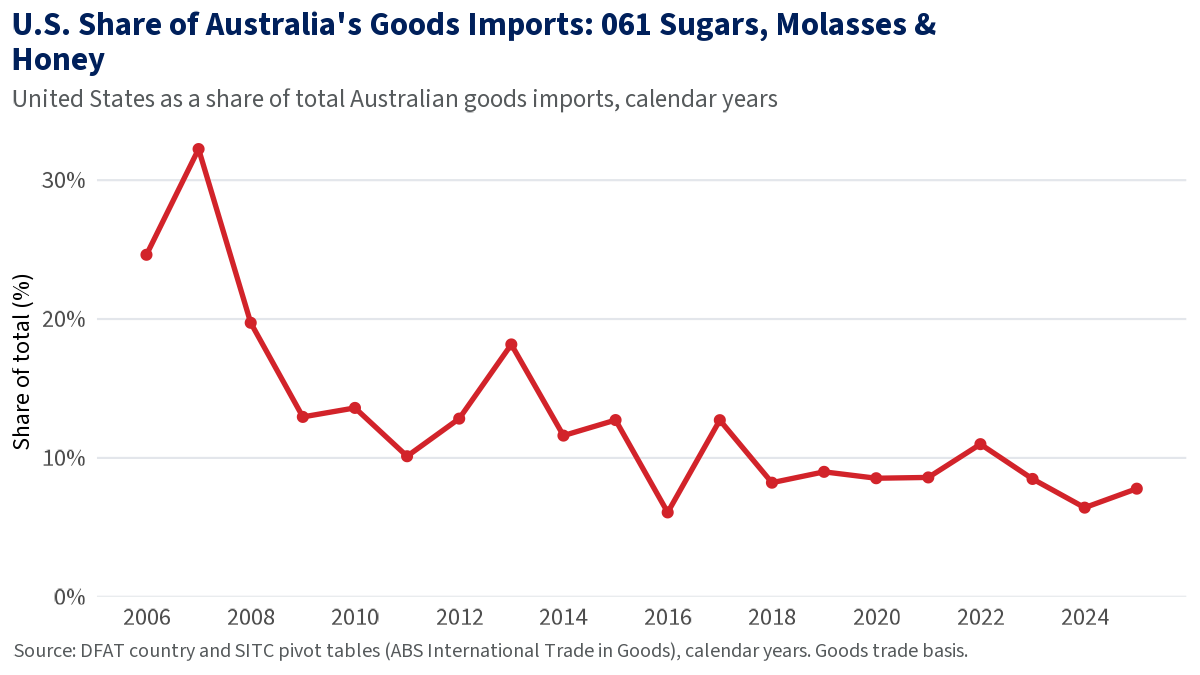 U.S. Share of Australia's Goods Imports: 061 Sugars, Molasses &
Honey
United States as a share of total Australian goods imports, calendar years
Share of total (%)
30%
20%
10%
0%
2006 2008 2010 2012 2014 2016 2018 2020 2022 2024
Source: DFAT country and SITC pivot tables (ABS International Trade in Goods), calendar years. Goods trade basis.